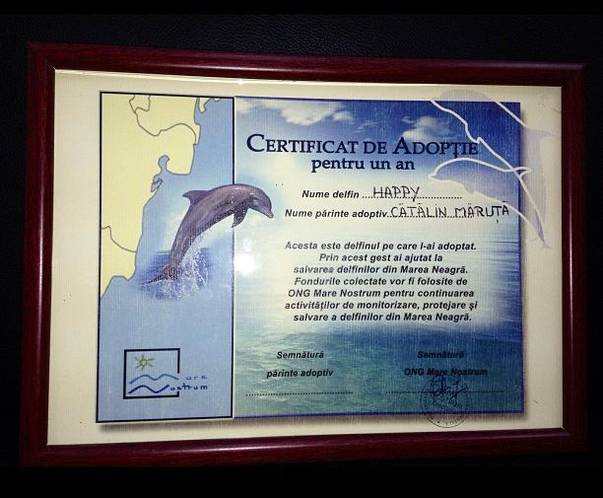 CERTIFICAT DE ADOPȚIE
pentru un an
Nume delfin ....HAPPY....
Nume părinte adoptiv..CĂTĂLIN MĂRUȚĂ
Acesta este delfinul pe care l-ai adoptat.
Prin acest gest ai ajutat la
salvarea delfinilor din Marea Neagră.
Fondurile colectate vor fi folosite de
ONG Mare Nostrum pentru continuarea
activităților de monitorizare, protejare și
salvare a delfinilor din Marea Neagră.
Semnătură
părinte adoptiv
Semnătură
ONG Mare Nostrum
mare
nostrum